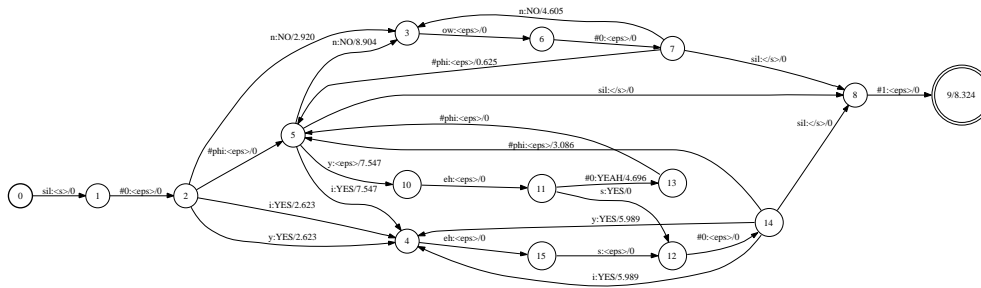 n:NO/4.605
n:NO/2.920
n:NO/8.904
3
ow:<eps>/0
6
#0:<eps>/0
7
#phi:<eps>/0.625
sil:</s>/0
sil:</s>/0
8
#1:<eps>/0
9/8.324
#phi:<eps>/0
sil:</s>/0
5
#phi:<eps>/0
#phi:<eps>/3.086
y:<eps>/7.547
10
eh:<eps>/0
11
#0:YEAH/4.696
13
s:YES/0
i:YES/7.547
0
sil:<s>/0
1
#0:<eps>/0
2
i:YES/2.623
y:YES/2.623
4
y:YES/5.989
14
eh:<eps>/0
15
s:<eps>/0
12
#0:<eps>/0
i:YES/5.989